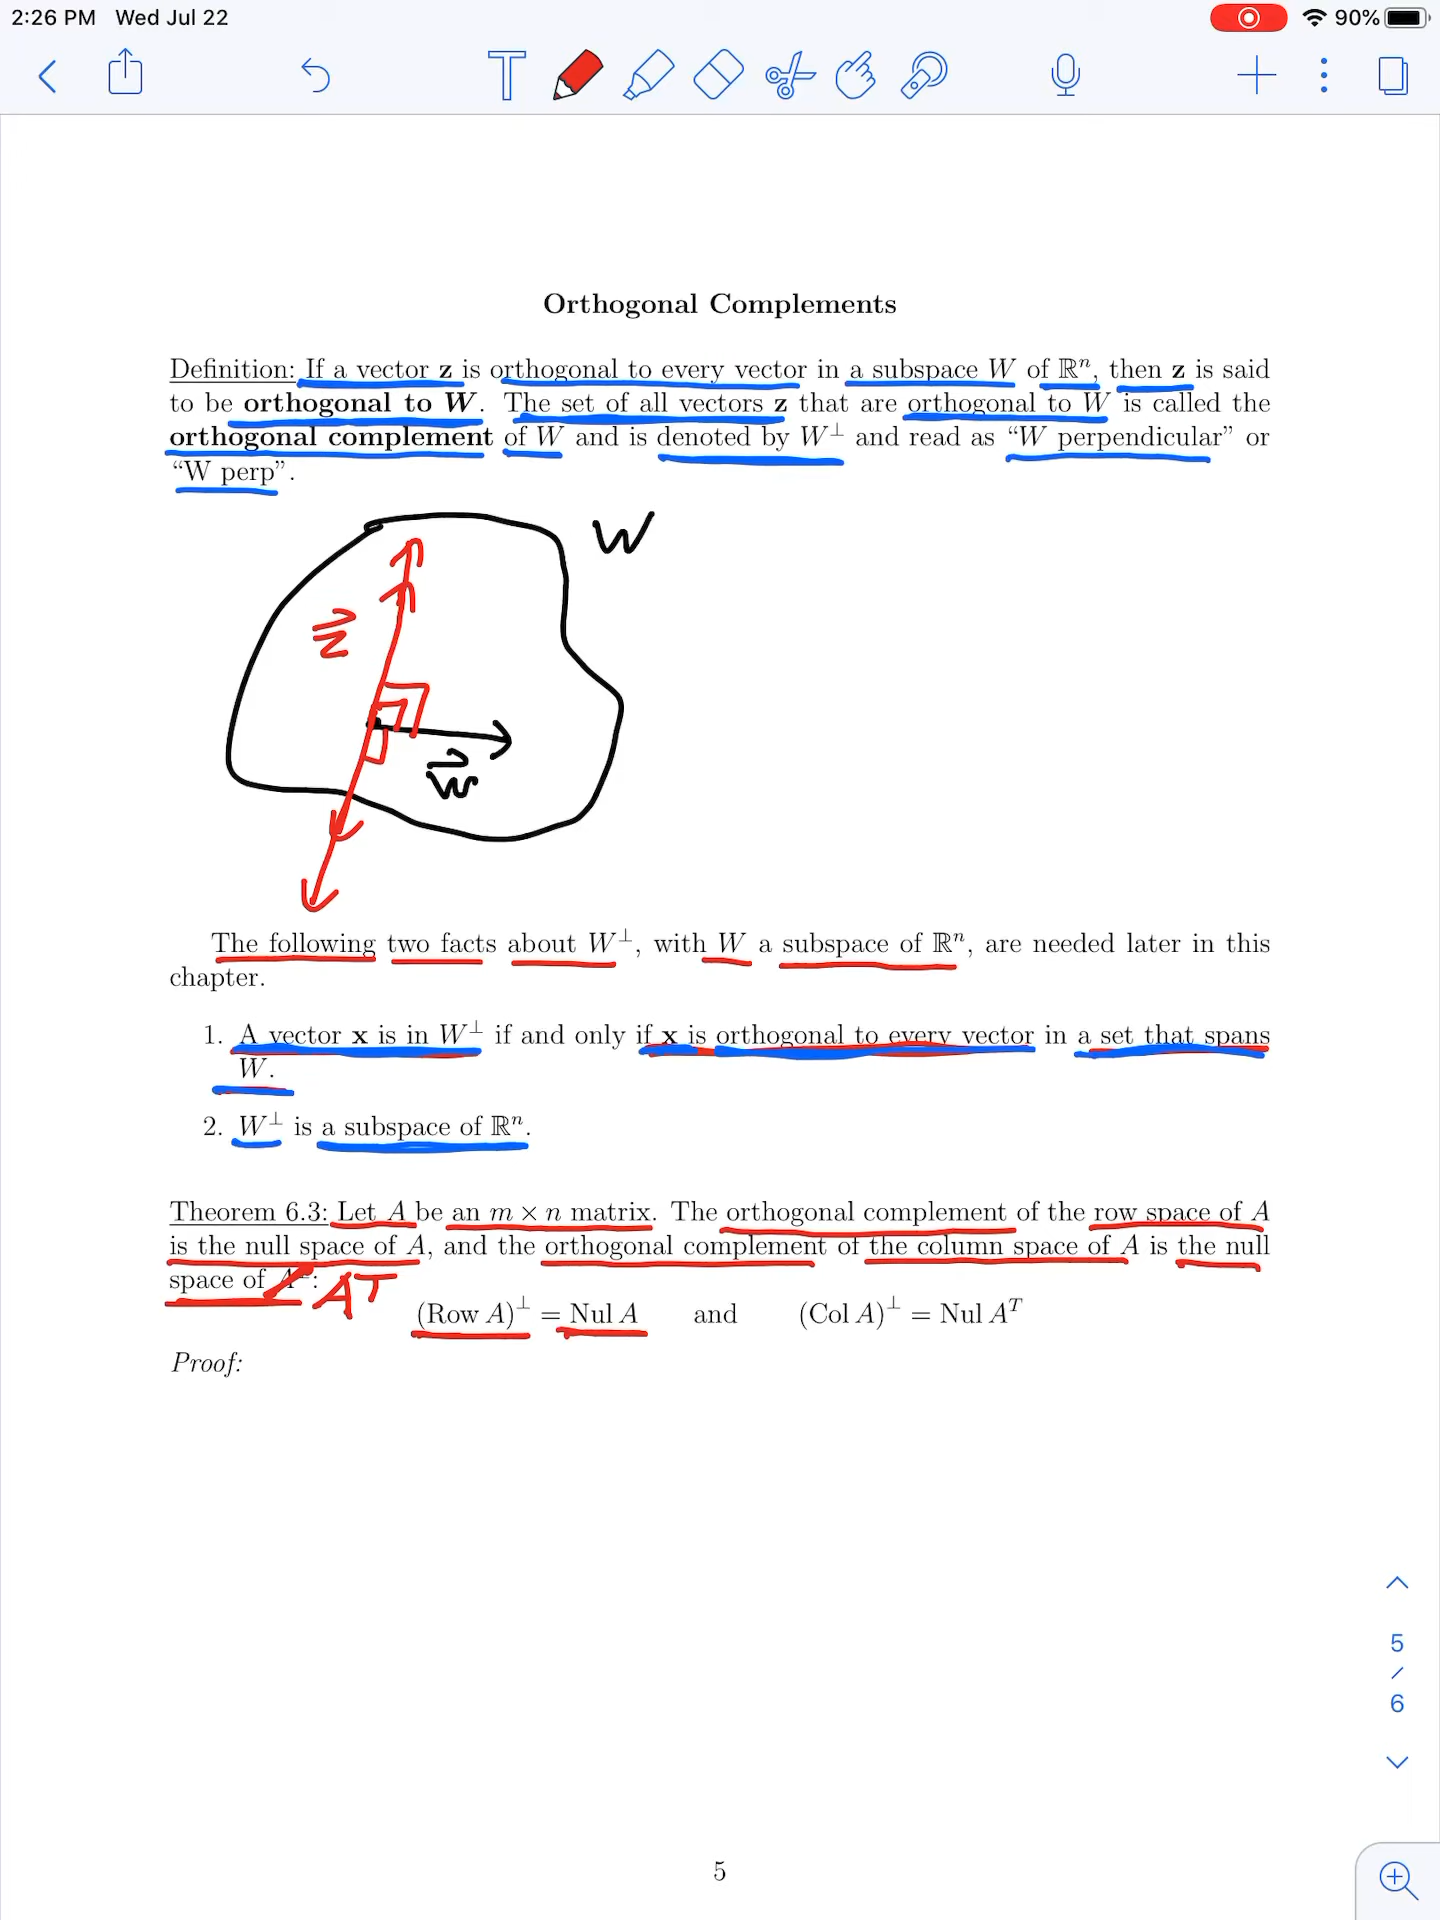 2:26 PM Wed Jul 22
90%
Orthogonal Complements
Definition: If a vector z is orthogonal to every vector in a subspace W of ℝⁿ, then z is said
to be orthogonal to W. The set of all vectors z that are orthogonal to W is called the
orthogonal complement of W and is denoted by W⊥ and read as “W perpendicular” or
“W perp”.
W
z⃗
w⃗
The following two facts about W⊥, with W a subspace of ℝⁿ, are needed later in this
chapter.
1. A vector x is in W⊥ if and only if x is orthogonal to every vector in a set that spans
W.
2. W⊥ is a subspace of ℝⁿ.
Theorem 6.3: Let A be an m × n matrix. The orthogonal complement of the row space of A
is the null space of A, and the orthogonal complement of the column space of A is the null
space of : Aᵀ
(Row A)⊥ = Nul A and (Col A)⊥ = Nul Aᵀ
Proof:
5
/
6
5